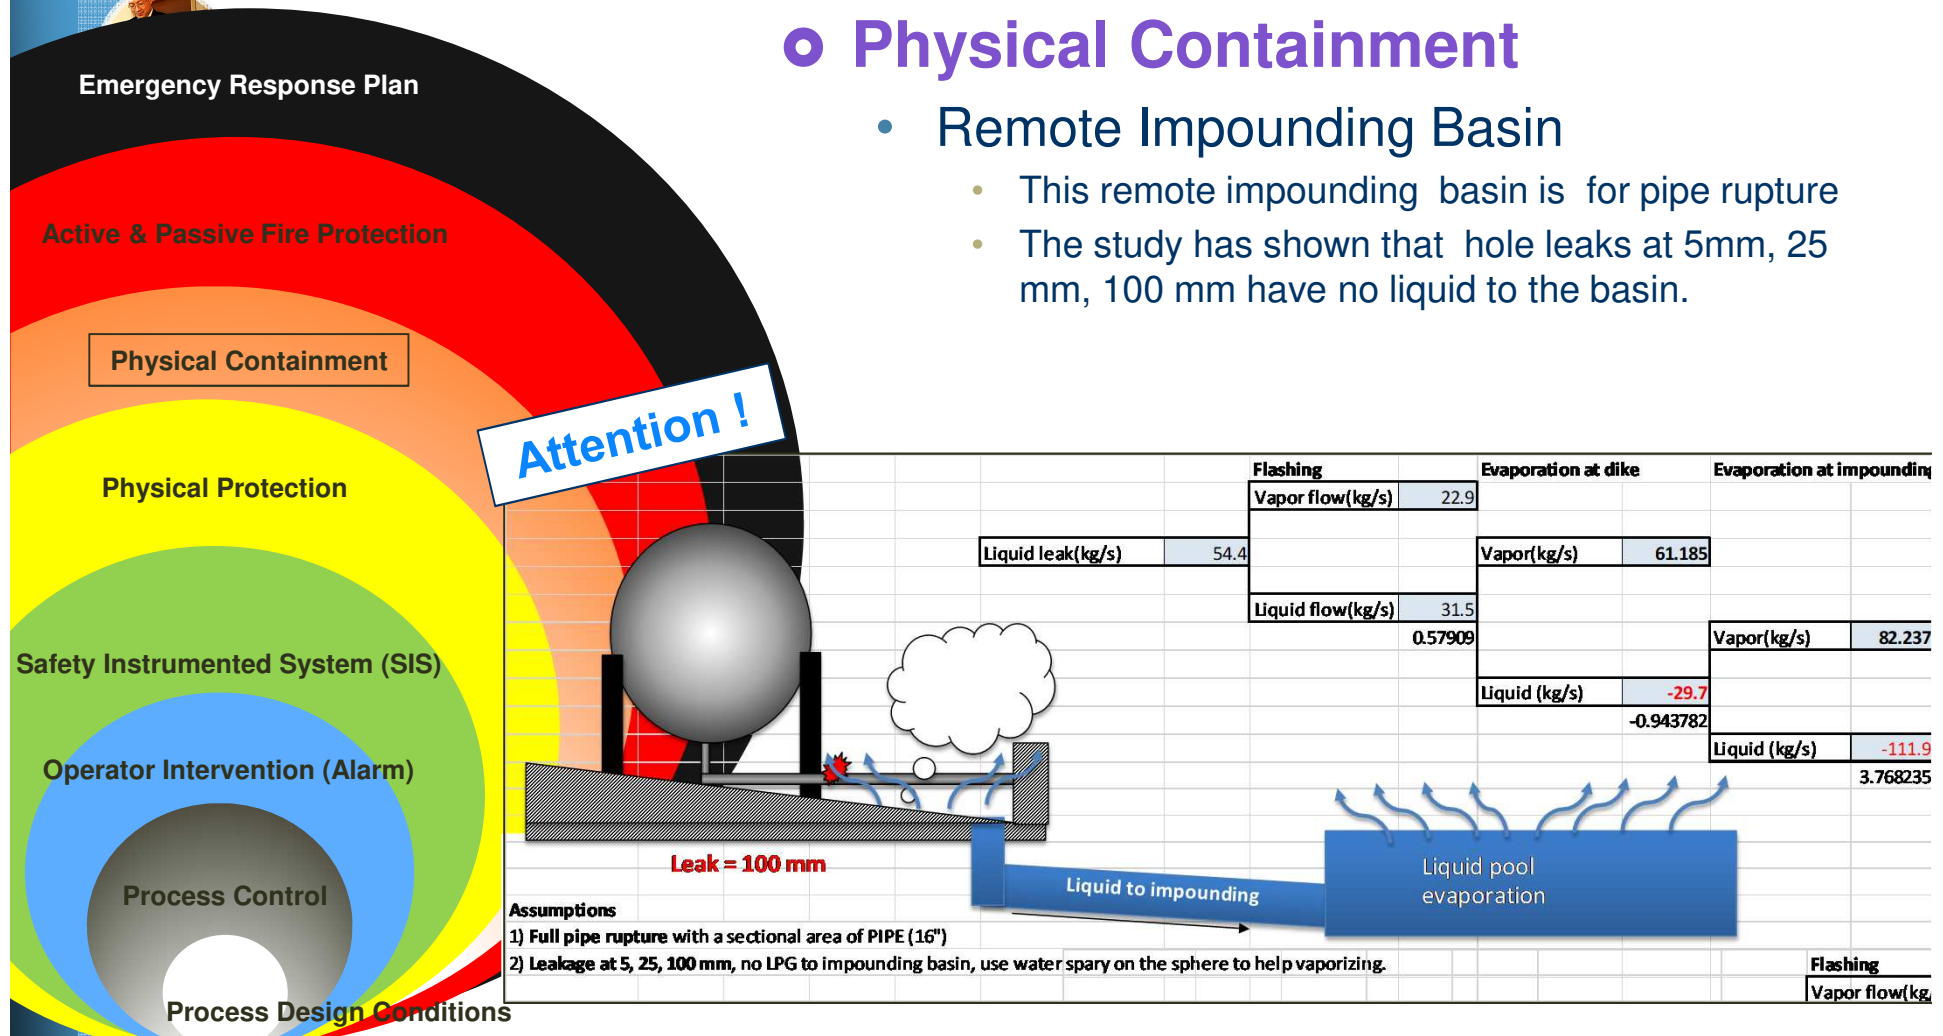 Physical Containment
Remote Impounding Basin
This remote impounding basin is for pipe rupture
The study has shown that hole leaks at 5mm, 25
mm, 100 mm have no liquid to the basin.
Emergency Response Plan
Active & Passive Fire Protection
Physical Containment
Physical Protection
Safety Instrumented System (SIS)
Operator Intervention (Alarm)
Process Control
Process Design Conditions
Attention !
Flashing Evaporation at dike Evaporation at impounding
Vapor flow(kg/s) 22.9
Liquid leak(kg/s) 54.4 Vapor(kg/s) 61.185
Liquid flow(kg/s) 31.5
0.57909 Vapor(kg/s) 82.237
Liquid (kg/s) -29.7
-0.943782
Liquid (kg/s) -111.9
3.768235
Leak = 100 mm
Liquid to impounding
Liquid pool
evaporation
Assumptions
1) Full pipe rupture with a sectional area of PIPE (16")
2) Leakage at 5, 25, 100 mm, no LPG to impounding basin, use water spary on the sphere to help vaporizing.
Flashing
Vapor flow(kg